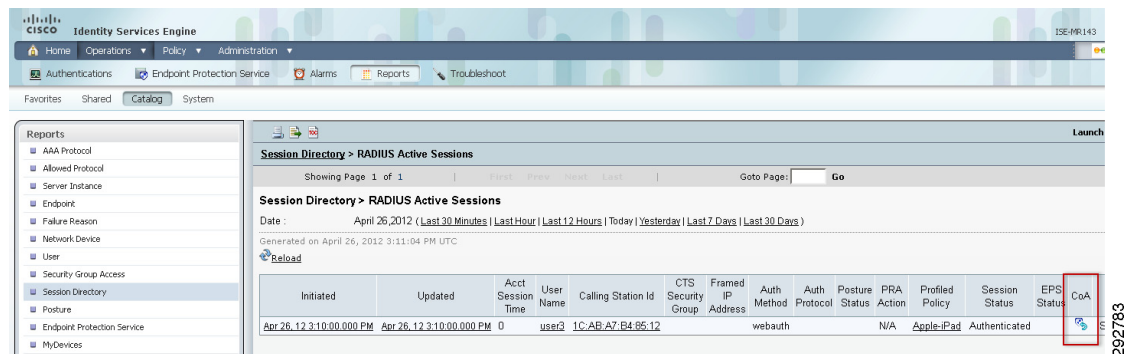 CISCO Identity Services Engine
ISE-MR143
Home Operations Policy Administration
Authentications Endpoint Protection Service Alarms Reports Troubleshoot
Favorites Shared Catalog System
Reports
AAA Protocol
Allowed Protocol
Server Instance
Endpoint
Failure Reason
Network Device
User
Security Group Access
Session Directory
Posture
Endpoint Protection Service
MyDevices
Launch
Session Directory > RADIUS Active Sessions
Showing Page 1 of 1 | First Prev Next Last | Goto Page: Go
Session Directory > RADIUS Active Sessions
Date : April 26,2012 ( Last 30 Minutes | Last Hour | Last 12 Hours | Today | Yesterday | Last 7 Days | Last 30 Days )
Generated on April 26, 2012 3:11:04 PM UTC
Reload
Initiated Updated Acct Session Time User Name Calling Station Id CTS Security Group Framed IP Address Auth Method Auth Protocol Posture Status PRA Action Profiled Policy Session Status EPS Status CoA
Apr 26, 12 3:10:00.000 PM Apr 26, 12 3:10:00.000 PM 0 user3 1C:AB:A7:B4:85:12 webauth N/A Apple-iPad Authenticated S
292783